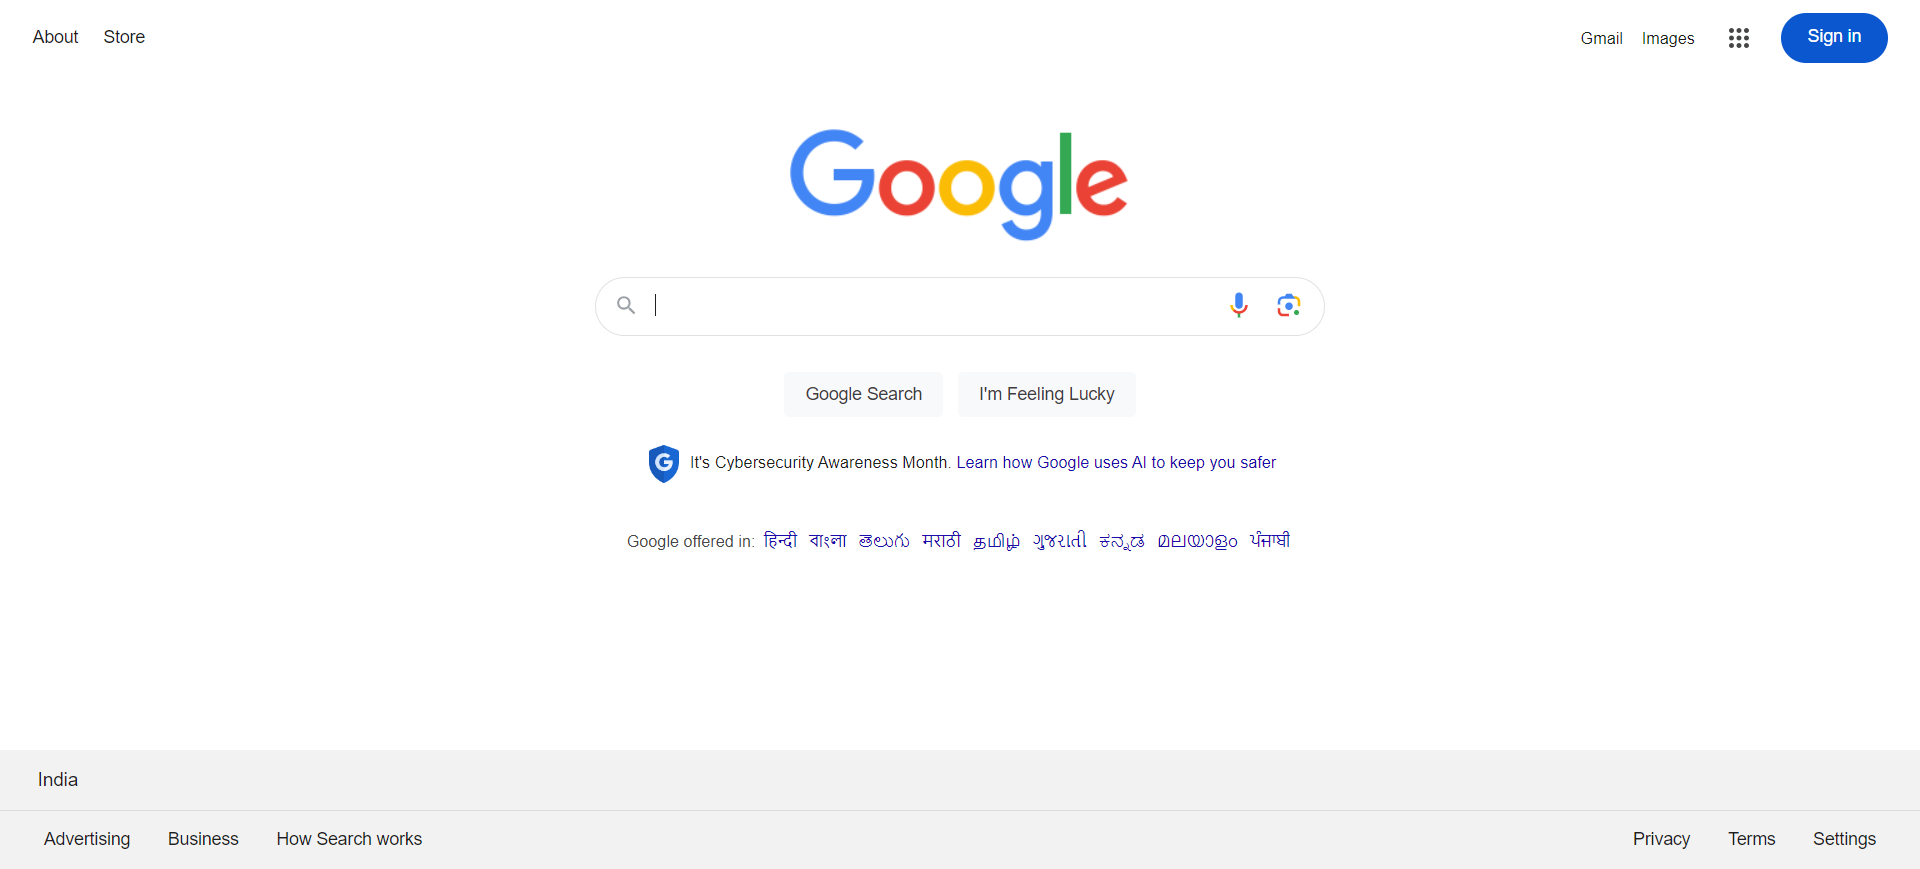 About Store
Gmail Images Sign in
Google
Google Search I'm Feeling Lucky
It's Cybersecurity Awareness Month. Learn how Google uses AI to keep you safer
Google offered in: हिन्दी বাংলা తెలుగు मराठी தமிழ் ગુજરાતી ಕನ್ನಡ മലയാളം ਪੰਜਾਬੀ
India
Advertising Business How Search works
Privacy Terms Settings